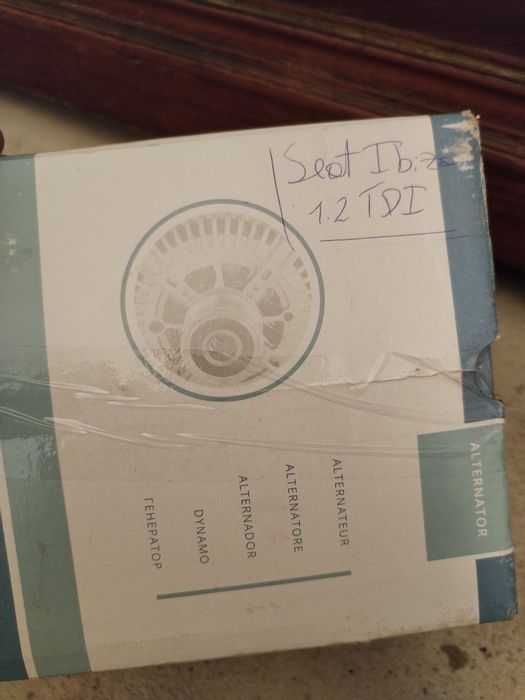 Seat Ibiza
1.2 TDI
ALTERNATOR
ALTERNATEUR
ALTERNATORE
ALTERNADOR
DYNAMO
ГЕНЕРАТОР